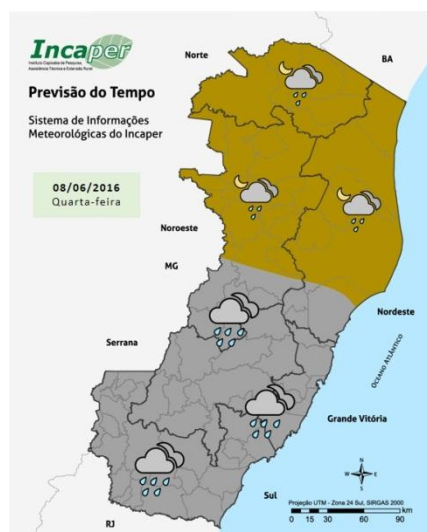 Incaper
Instituto Capixaba de Pesquisa,
Assistência Técnica e Extensão Rural
Previsão do Tempo
Sistema de Informações
Meteorológicas do Incaper
08/06/2016
Quarta-feira
Norte
BA
Noroeste
MG
Nordeste
Serrana
OCEANO ATLÂNTICO
Grande Vitória
N
W
E
S
Sul
RJ
Projeção UTM - Zona 24 Sul, SIRGAS 2000
km
0 15 30 60 90